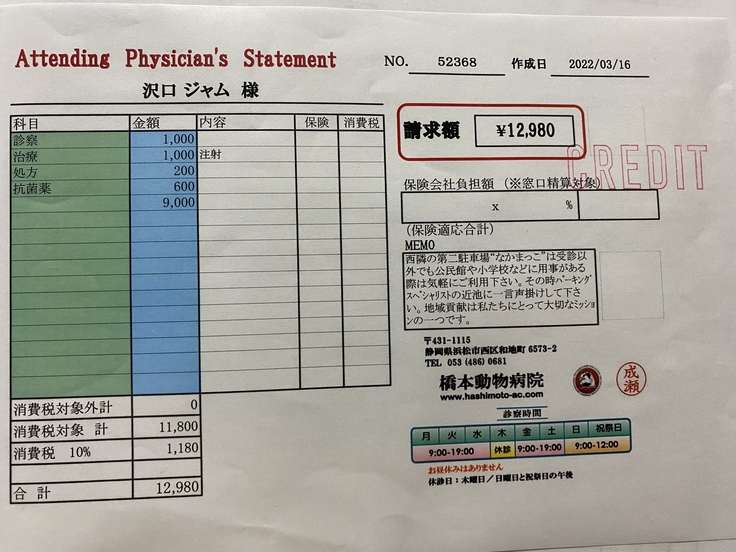 Attending Physician's Statement
NO. 52368 作成日 2022/03/16
沢口 ジャム 様
科目 金額 内容 保険 消費税
診察 1,000
治療 1,000 注射
処方 200
抗菌薬 600
9,000
消費税対象外計 0
消費税対象 計 11,800
消費税 10% 1,180
合 計 12,980
請求額 ¥12,980
CREDIT
保険会社負担額 (※窓口精算対象)
x %
(保険適応合計)
MEMO
西隣の第二駐車場“なかまっこ”は受診以
外でも公民館や小学校などに用事がある
際は気軽にご利用下さい。その時パーキング
スペシャリストの近池に一言声掛けして下さ
い。地域貢献は私たちにとって大切なミッショ
ンの一つです。
〒431-1115
静岡県浜松市西区和地町 6573-2
TEL 053 (486) 0681
橋本動物病院
www.hashimoto-ac.com
成瀬
診察時間
月 火 水 木 金 土 日 祝祭日
9:00-19:00 休診 9:00-19:00 9:00-12:00
お昼休みはありません
休診日:木曜日/日曜日と祝祭日の午後